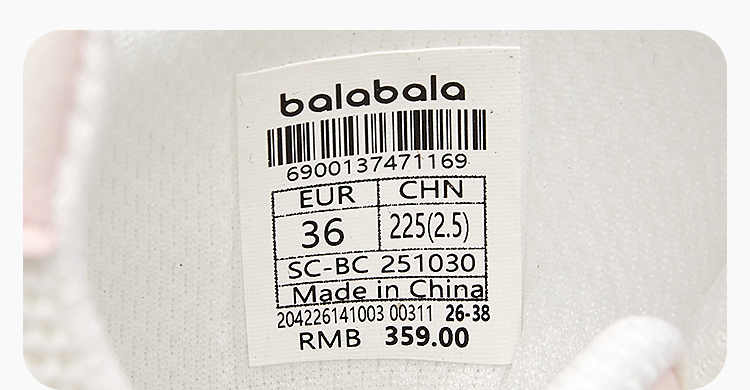 balabala
6900137471169
EUR CHN
36 225(2.5)
SC-BC 251030
Made in China
204226141003 00311 26-38
RMB 359.00